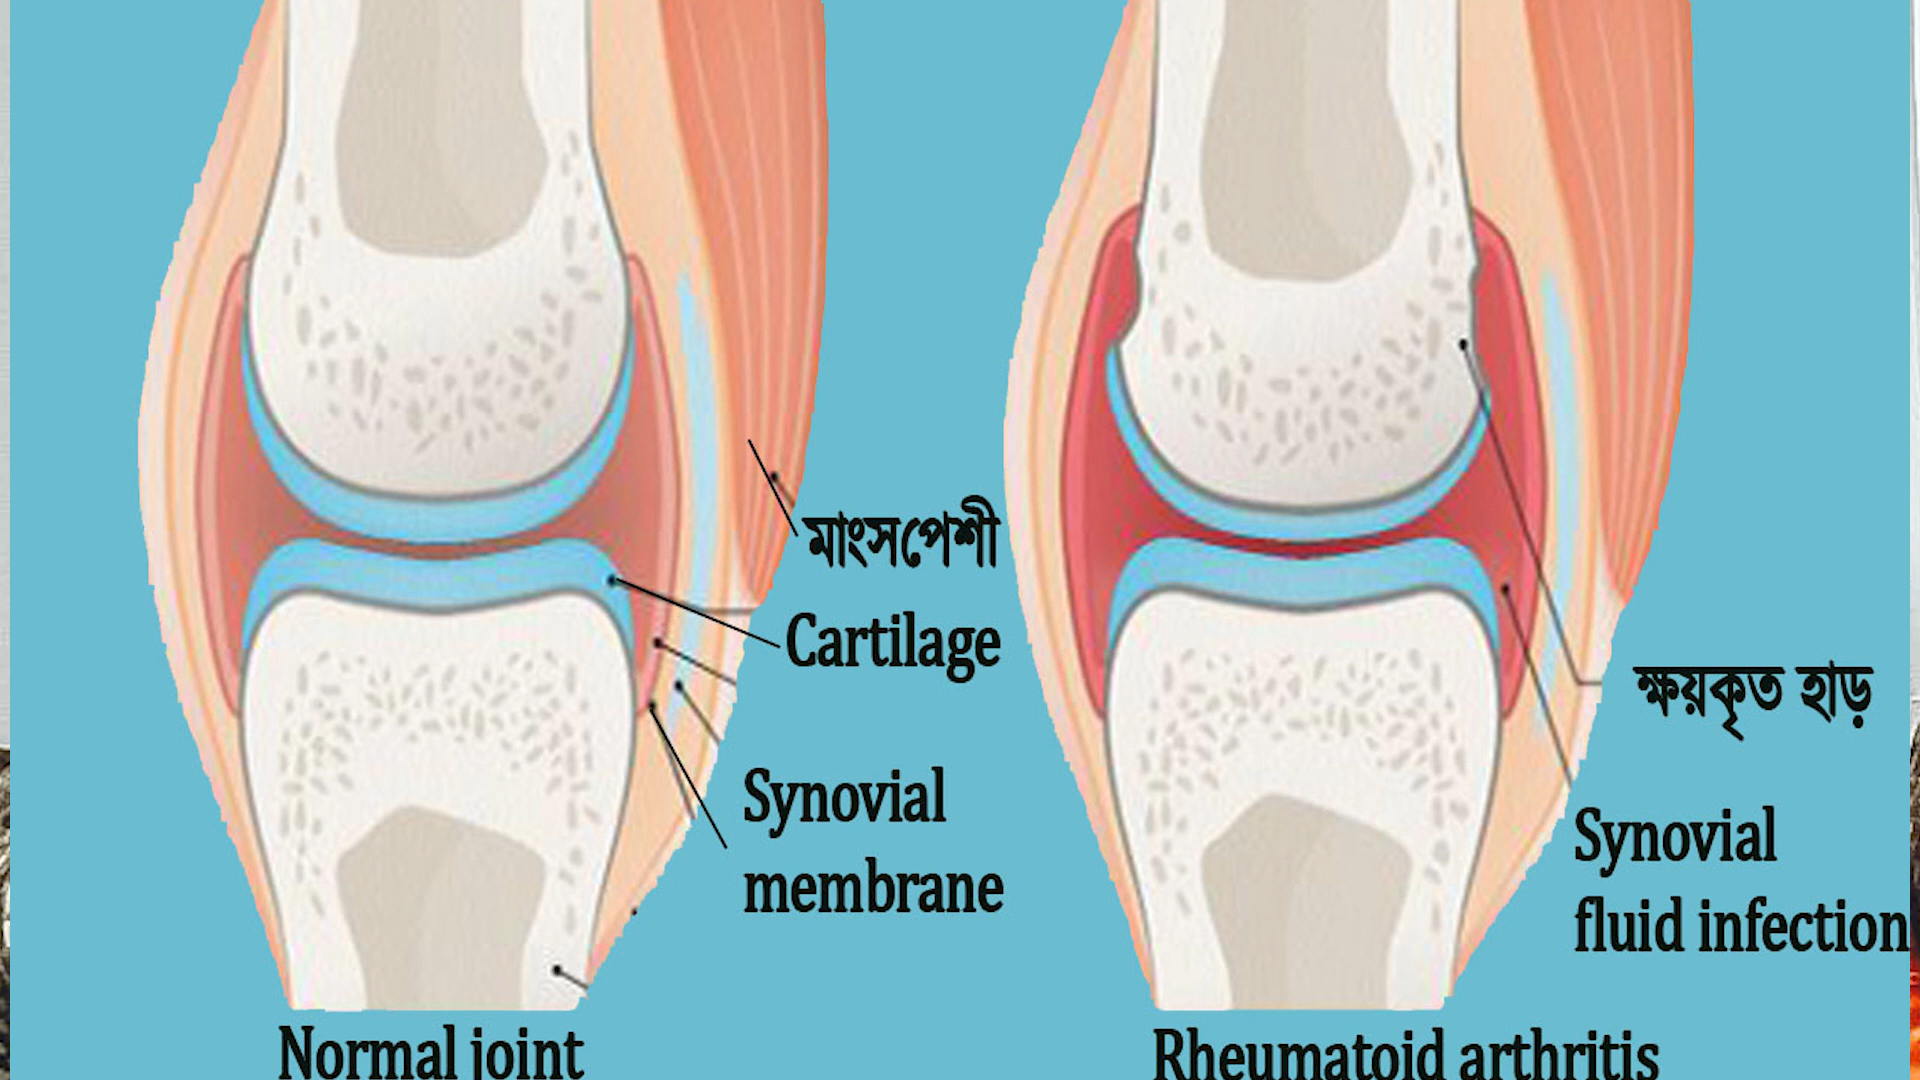 মাংসপেশী
Cartilage
Synovial
membrane
Normal joint
ক্ষয়কৃত হাড়
Synovial
fluid infection
Rheumatoid arthritis